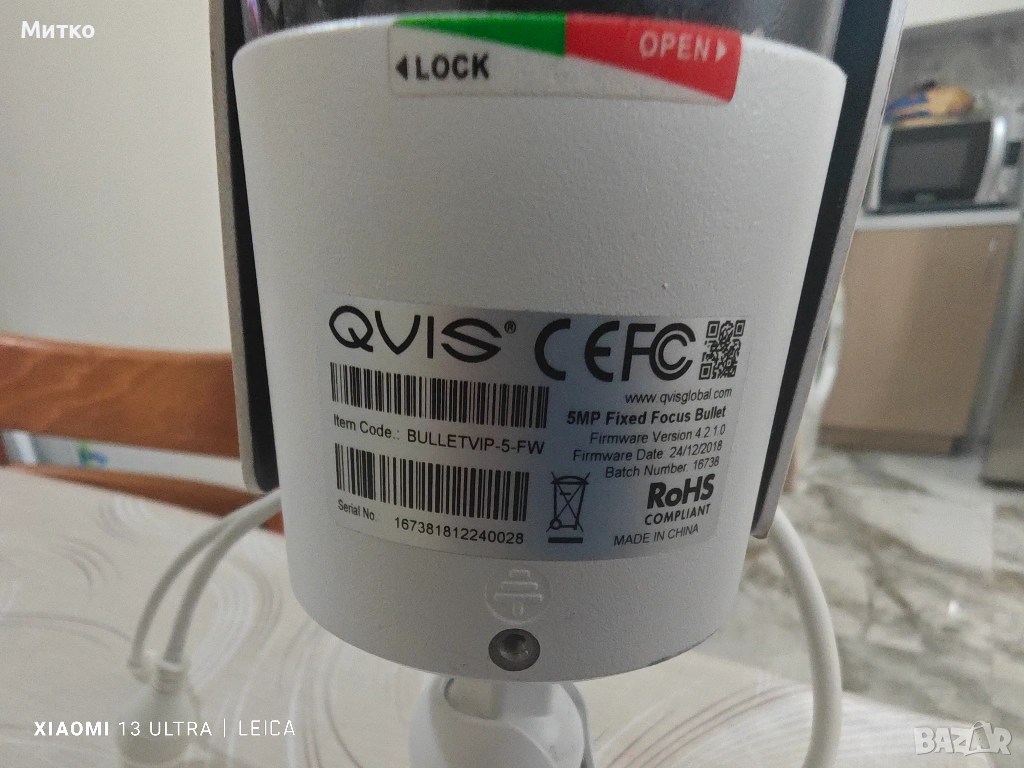 Митко
LOCK
OPEN
QVIS® CE FC
www.qvisglobal.com
5MP Fixed Focus Bullet
Item Code.: BULLETVIP-5-FW
Firmware Version 4.2.1.0
Firmware Date 24/12/2018
Batch Number: 16738
RoHS
COMPLIANT
Serial No: 167381812240028
MADE IN CHINA
XIAOMI 13 ULTRA | LEICA
BAZAR